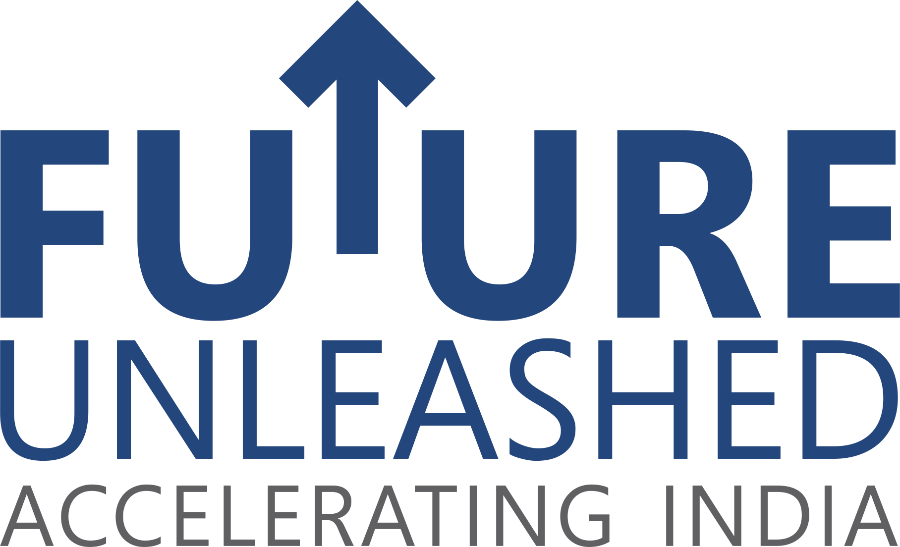 FUTURE
UNLEASHED
ACCELERATING INDIA